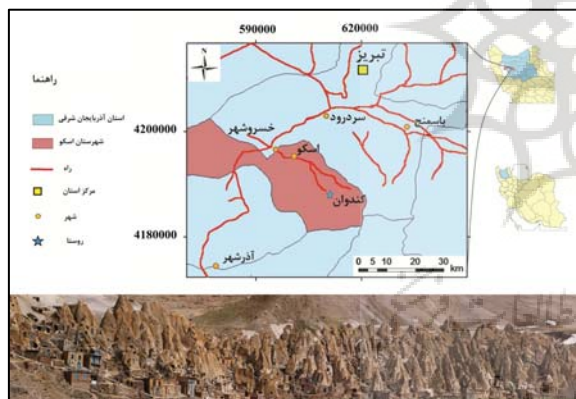 590000 620000
N
تبریز
راهنما
استان آذربایجان شرقی
شهرستان اسکو
راه
مرکز استان
شهر
روستا
4200000
4180000
سردرود
باسمنج
خسروشهر
اسکو
کندوان
آذرشهر
0 5 10 20 30
km